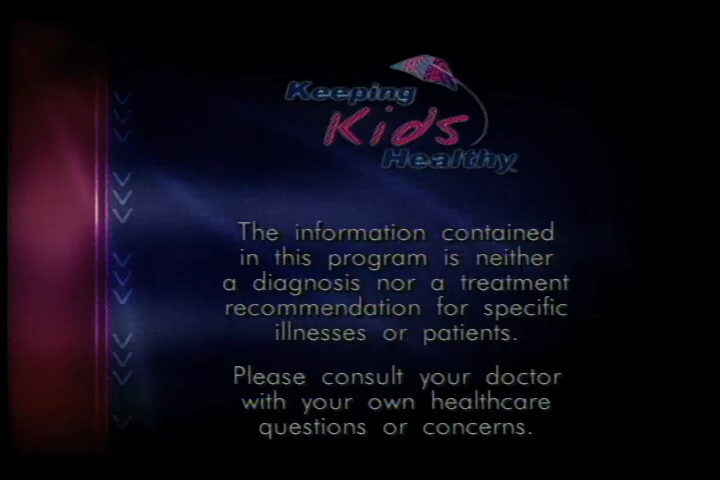 Keeping
Kids
Healthy
The information contained
in this program is neither
a diagnosis nor a treatment
recommendation for specific
illnesses or patients.
Please consult your doctor
with your own healthcare
questions or concerns.